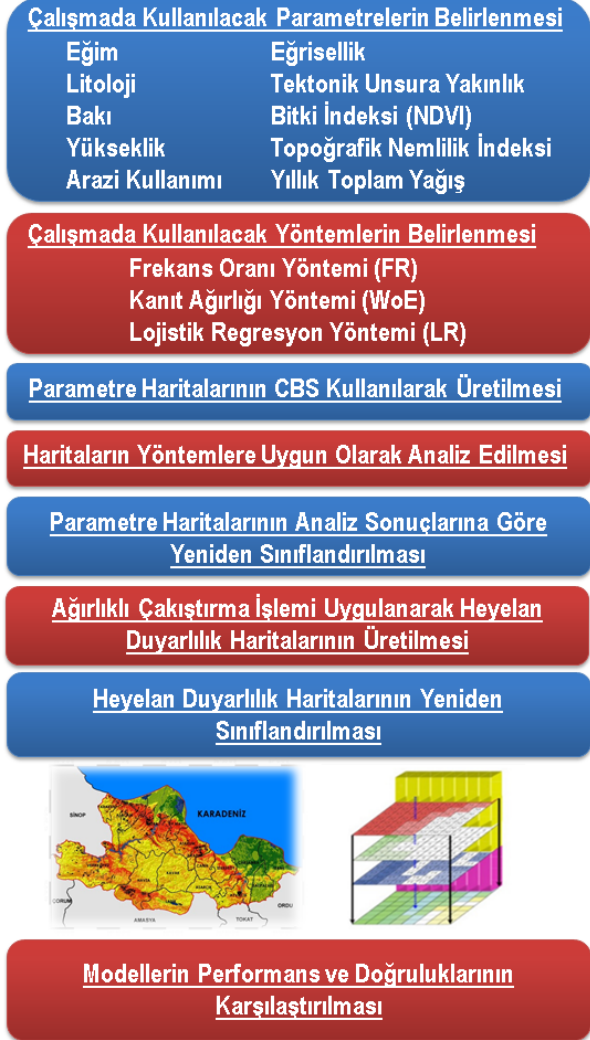 Çalışmada Kullanılacak Parametrelerin Belirlenmesi
Eğim Eğrisellik
Litoloji Tektonik Unsura Yakınlık
Bakı Bitki İndeksi (NDVI)
Yükseklik Topoğrafik Nemlilik İndeksi
Arazi Kullanımı Yıllık Toplam Yağış
Çalışmada Kullanılacak Yöntemlerin Belirlenmesi
Frekans Oranı Yöntemi (FR)
Kanıt Ağırlığı Yöntemi (WoE)
Lojistik Regresyon Yöntemi (LR)
Parametre Haritalarının CBS Kullanılarak Üretilmesi
Haritaların Yöntemlere Uygun Olarak Analiz Edilmesi
Parametre Haritalarının Analiz Sonuçlarına Göre
Yeniden Sınıflandırılması
Ağırlıklı Çakıştırma İşlemi Uygulanarak Heyelan
Duyarlılık Haritalarının Üretilmesi
Heyelan Duyarlılık Haritalarının Yeniden
Sınıflandırılması
KARADENİZ
SİNOP
ÇORUM
AMASYA
TOKAT
ORDU
Modellerin Performans ve Doğruluklarının
Karşılaştırılması